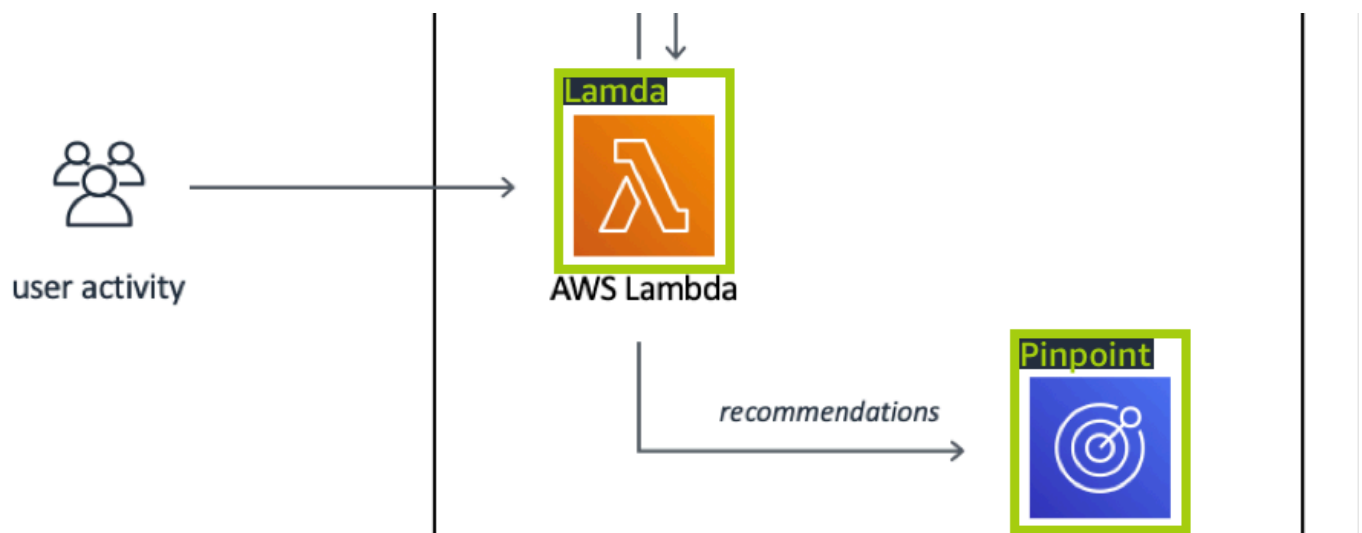 Lamda
user activity
AWS Lambda
Pinpoint
recommendations